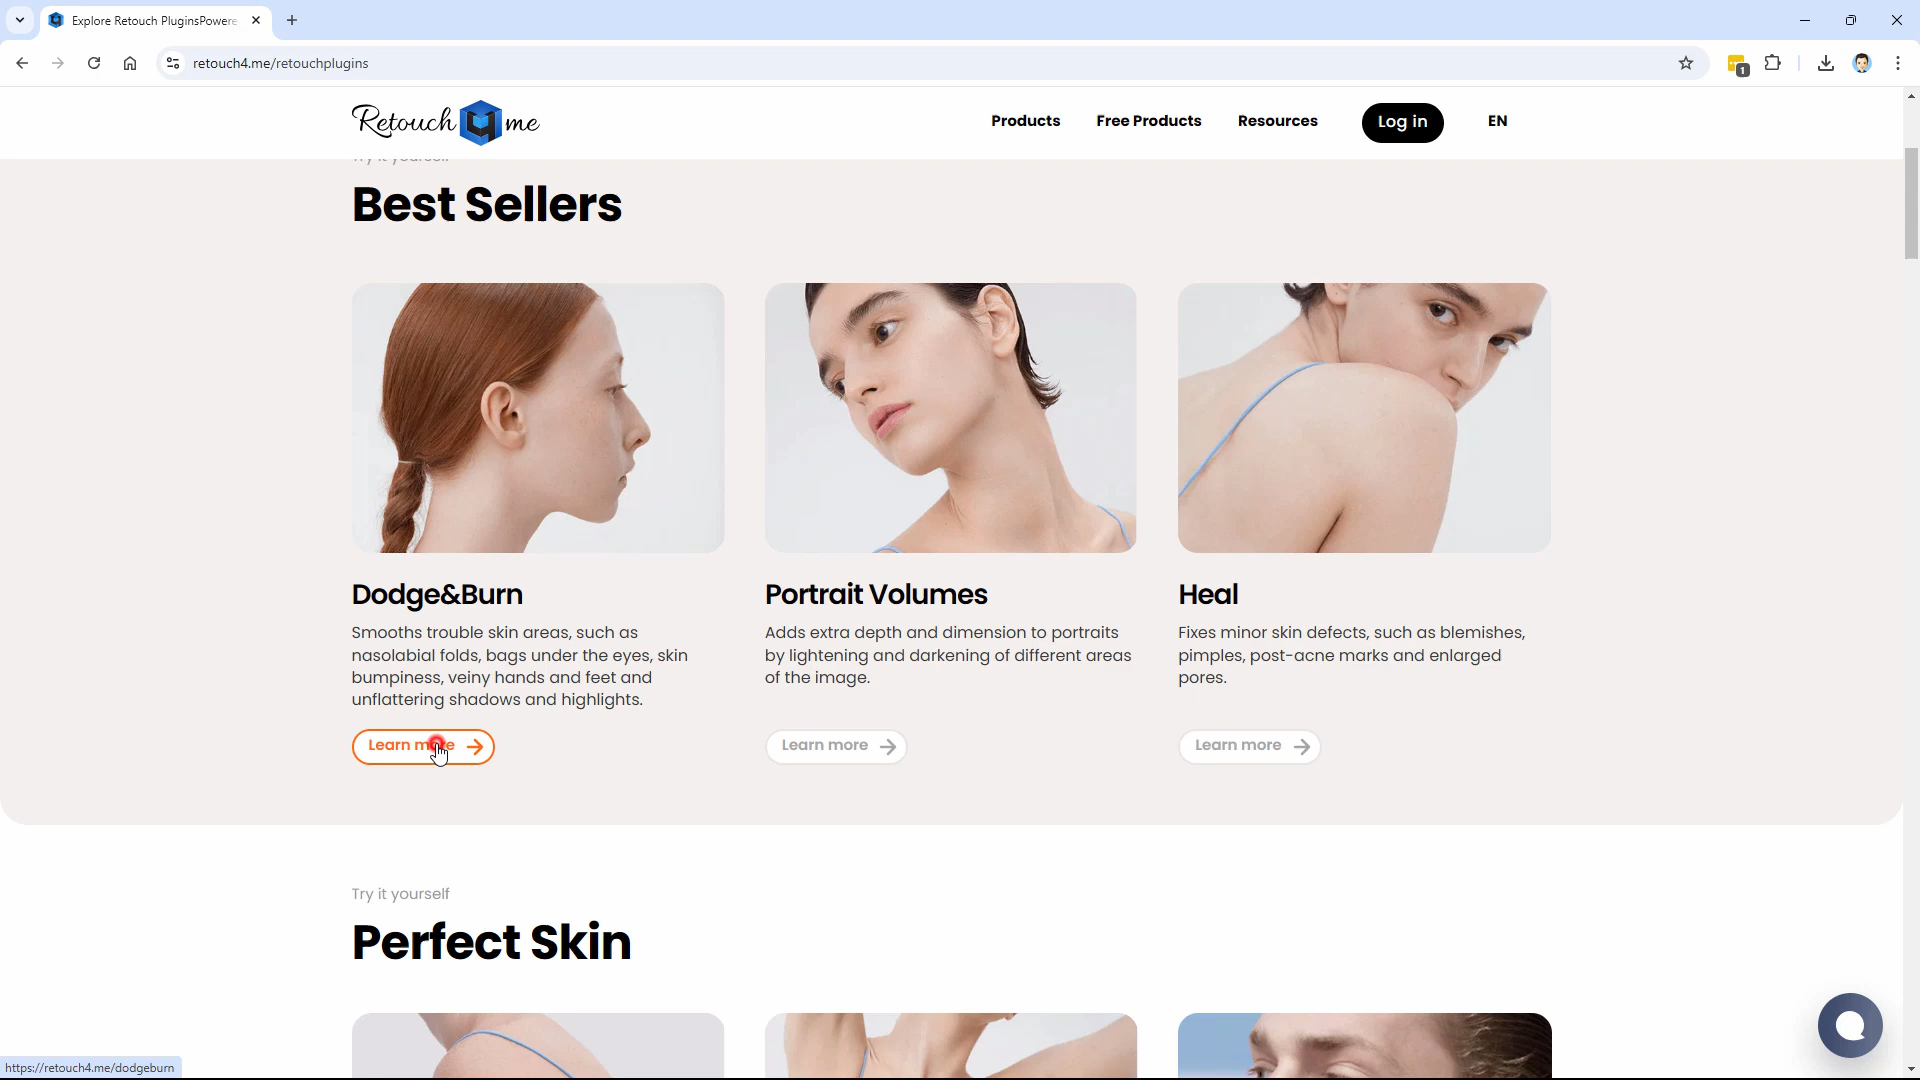 Explore Retouch PluginsPowere
retouch4.me/retouchplugins
1
Retouch4me
Products
Free Products
Resources
Log in
EN
Try it yourself
Best Sellers
Dodge&Burn
Smooths trouble skin areas, such as
nasolabial folds, bags under the eyes, skin
bumpiness, veiny hands and feet and
unflattering shadows and highlights.
Learn more
Portrait Volumes
Adds extra depth and dimension to portraits
by lightening and darkening of different areas
of the image.
Learn more
Heal
Fixes minor skin defects, such as blemishes,
pimples, post-acne marks and enlarged
pores.
Learn more
Try it yourself
Perfect Skin
https://retouch4.me/dodgeburn